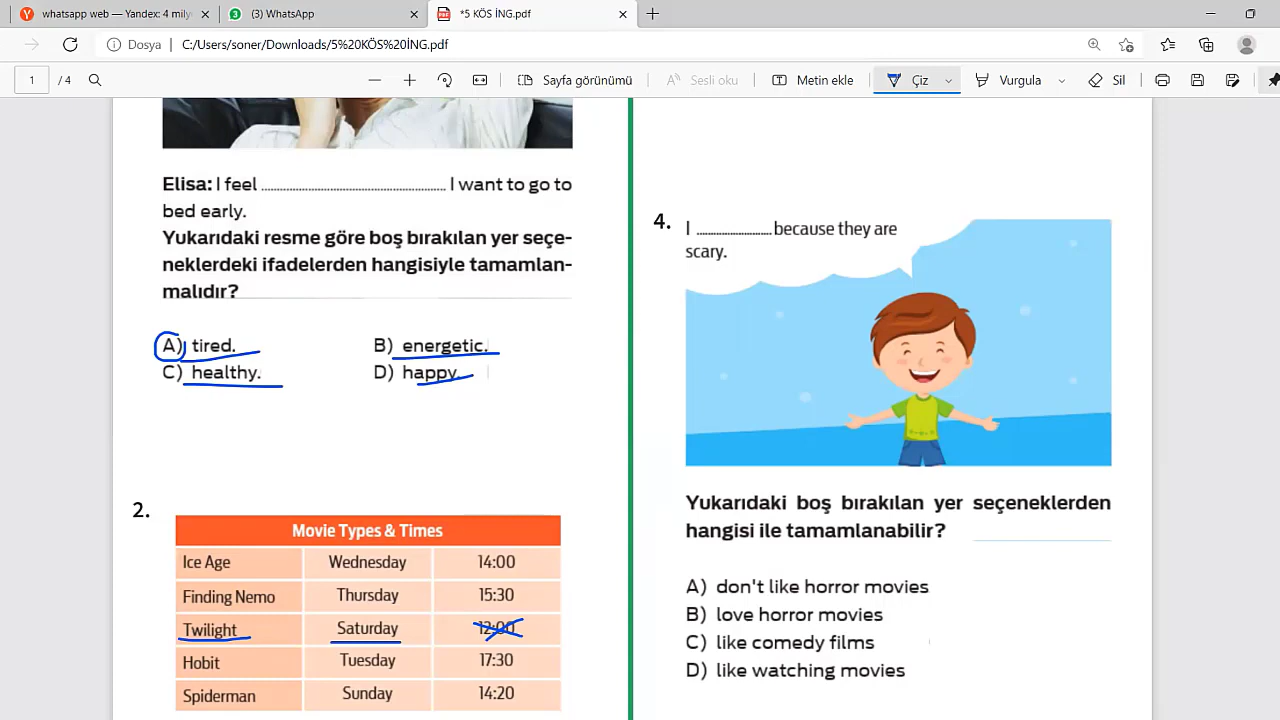 whatsapp web — Yandex: 4 mily
(3) WhatsApp
*5 KÖS İNG.pdf
Dosya
C:/Users/soner/Downloads/5%20KÖS%20İNG.pdf
1 /4
Sayfa görünümü
Sesli oku
Metin ekle
Çiz
Vurgula
Sil
Elisa: I feel ................................................ I want to go to
bed early.
Yukarıdaki resme göre boş bırakılan yer seçe-
neklerdeki ifadelerden hangisiyle tamamlan-
malıdır?
A) tired.
B) energetic.
C) healthy.
D) happy.
2.
Movie Types & Times
Ice Age Wednesday 14:00
Finding Nemo Thursday 15:30
Twilight Saturday 12:00
Hobit Tuesday 17:30
Spiderman Sunday 14:20
4.
I ......................... because they are
scary.
Yukarıdaki boş bırakılan yer seçeneklerden
hangisi ile tamamlanabilir?
A) don't like horror movies
B) love horror movies
C) like comedy films
D) like watching movies